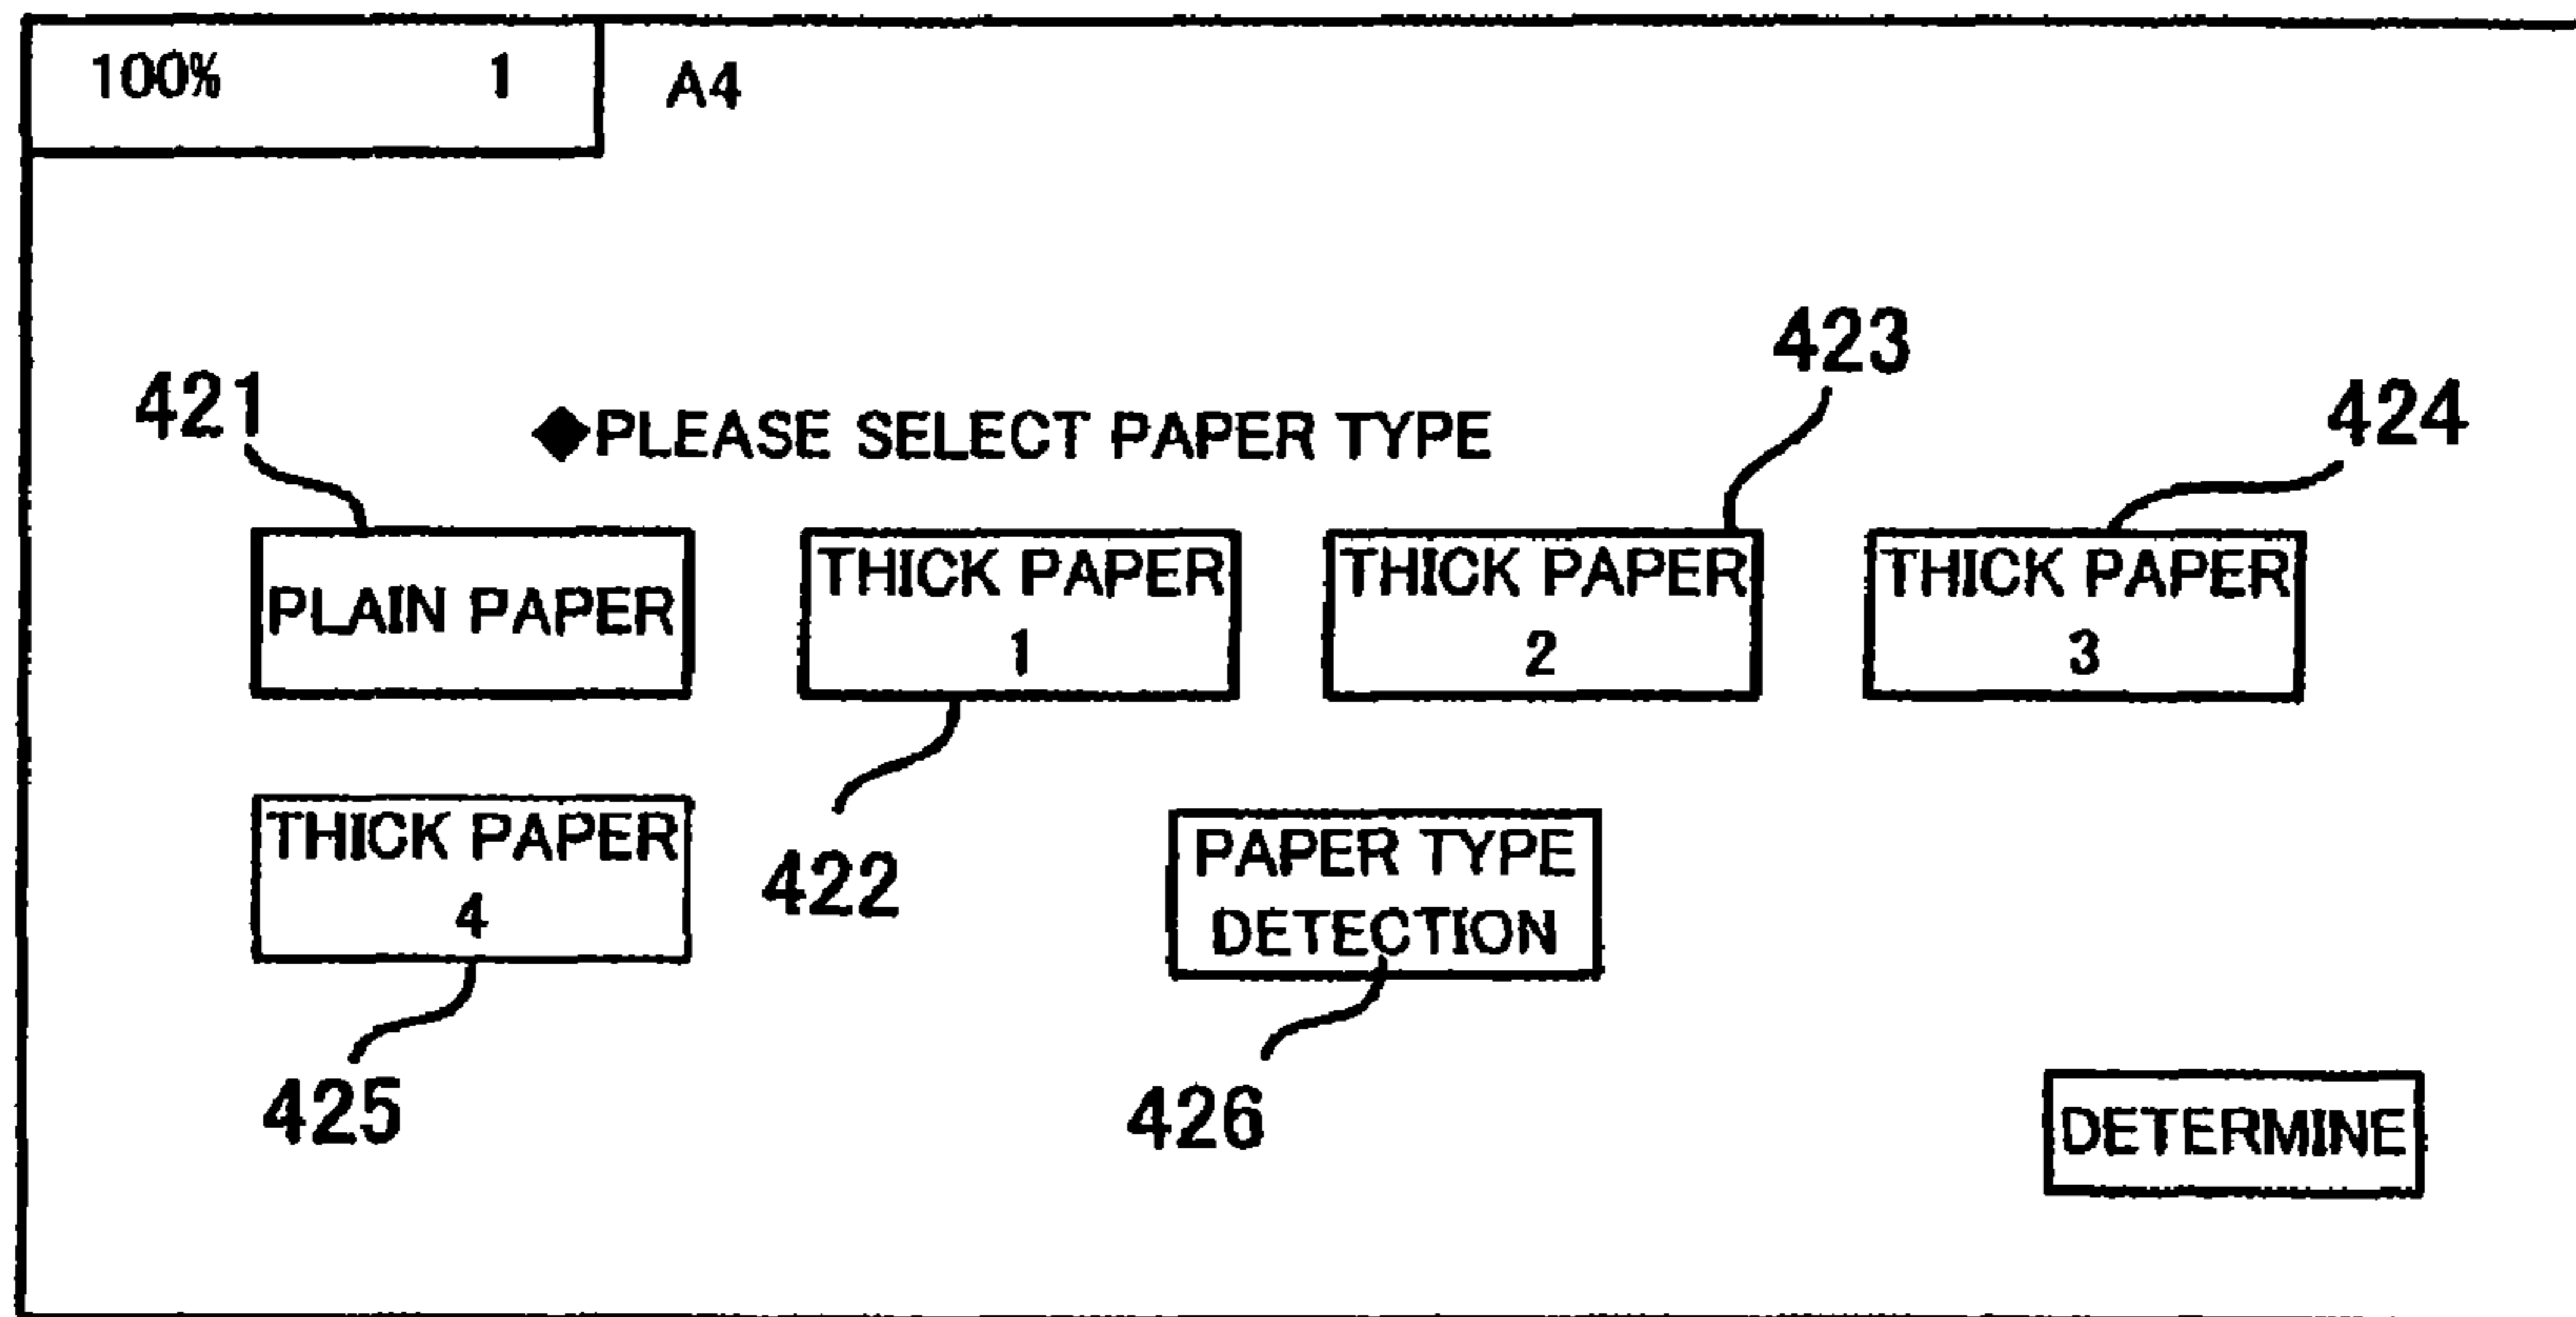 100% 1 A4
423
424
421
◆PLEASE SELECT PAPER TYPE
PLAIN PAPER
THICK PAPER
1
THICK PAPER
2
THICK PAPER
3
THICK PAPER
4
422
PAPER TYPE
DETECTION
425
426
DETERMINE